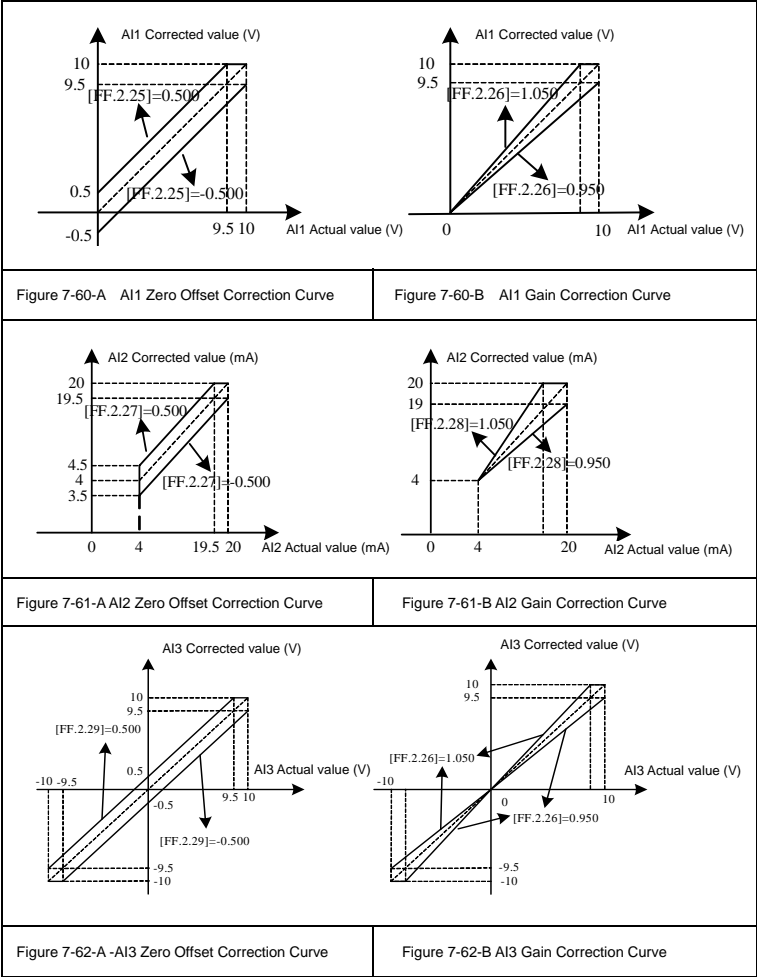 AI1 Corrected value (V)
10
9.5
[FF.2.25]=0.500
0.5
[FF.2.25]=-0.500
-0.5
9.5 10
AI1 Actual value (V)
AI1 Corrected value (V)
10
9.5
[FF.2.26]=1.050
[FF.2.26]=0.950
0
10
AI1 Actual value (V)
Figure 7-60-A AI1 Zero Offset Correction Curve
Figure 7-60-B AI1 Gain Correction Curve
AI2 Corrected value (mA)
20
19.5
[FF.2.27]=0.500
4.5
4
3.5
[FF.2.27]=-0.500
0
4
19.5 20
AI2 Actual value (mA)
AI2 Corrected value (mA)
20
19
[FF.2.28]=1.050
[FF.2.28]=0.950
4
0
4
20
AI2 Actual value (mA)
Figure 7-61-A AI2 Zero Offset Correction Curve
Figure 7-61-B AI2 Gain Correction Curve
AI3 Corrected value (V)
10
9.5
[FF.2.29]=0.500
0.5
-10 -9.5
AI3 Actual value (V)
-0.5
9.5 10
[FF.2.29]=-0.500
-9.5
-10
AI3 Corrected value (V)
10
9.5
[FF.2.26]=1.050
-10
AI3 Actual value (V)
0
10
[FF.2.26]=0.950
-9.5
-10
Figure 7-62-A -AI3 Zero Offset Correction Curve
Figure 7-62-B AI3 Gain Correction Curve